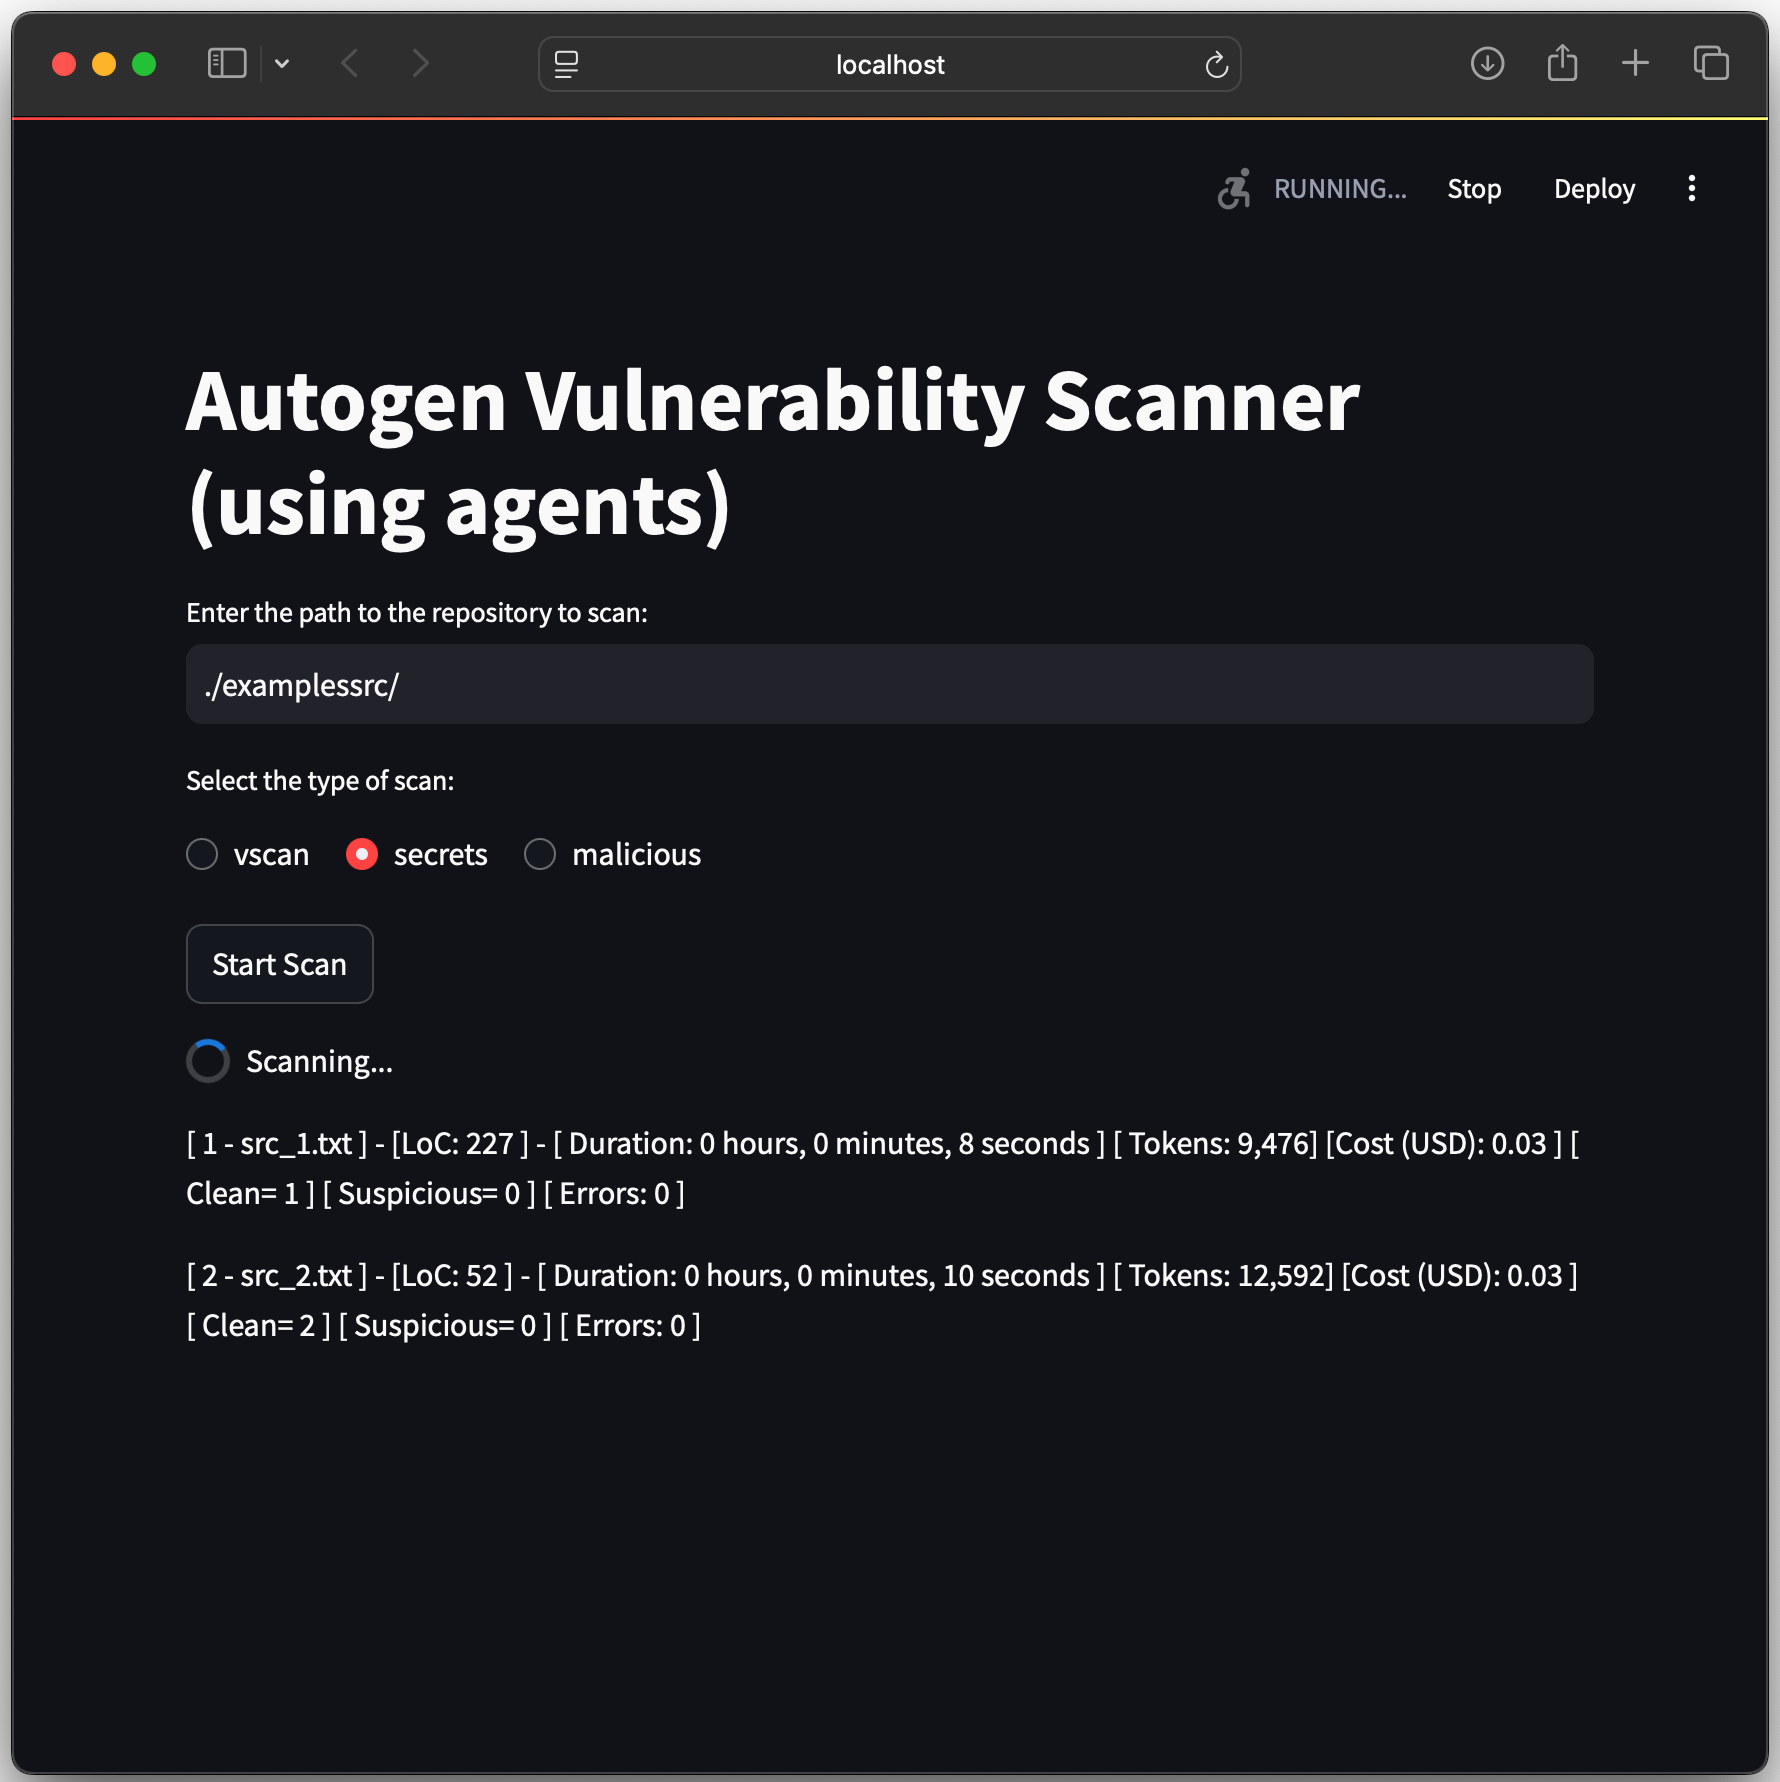 localhost
RUNNING...
Stop
Deploy
Autogen Vulnerability Scanner
(using agents)
Enter the path to the repository to scan:
./examplessrc/
Select the type of scan:
vscan
secrets
malicious
Start Scan
Scanning...
[ 1 - src_1.txt ] - [LoC: 227 ] - [ Duration: 0 hours, 0 minutes, 8 seconds ] [ Tokens: 9,476] [Cost (USD): 0.03 ] [
Clean= 1 ] [ Suspicious= 0 ] [ Errors: 0 ]
[ 2 - src_2.txt ] - [LoC: 52 ] - [ Duration: 0 hours, 0 minutes, 10 seconds ] [ Tokens: 12,592] [Cost (USD): 0.03 ]
[ Clean= 2 ] [ Suspicious= 0 ] [ Errors: 0 ]